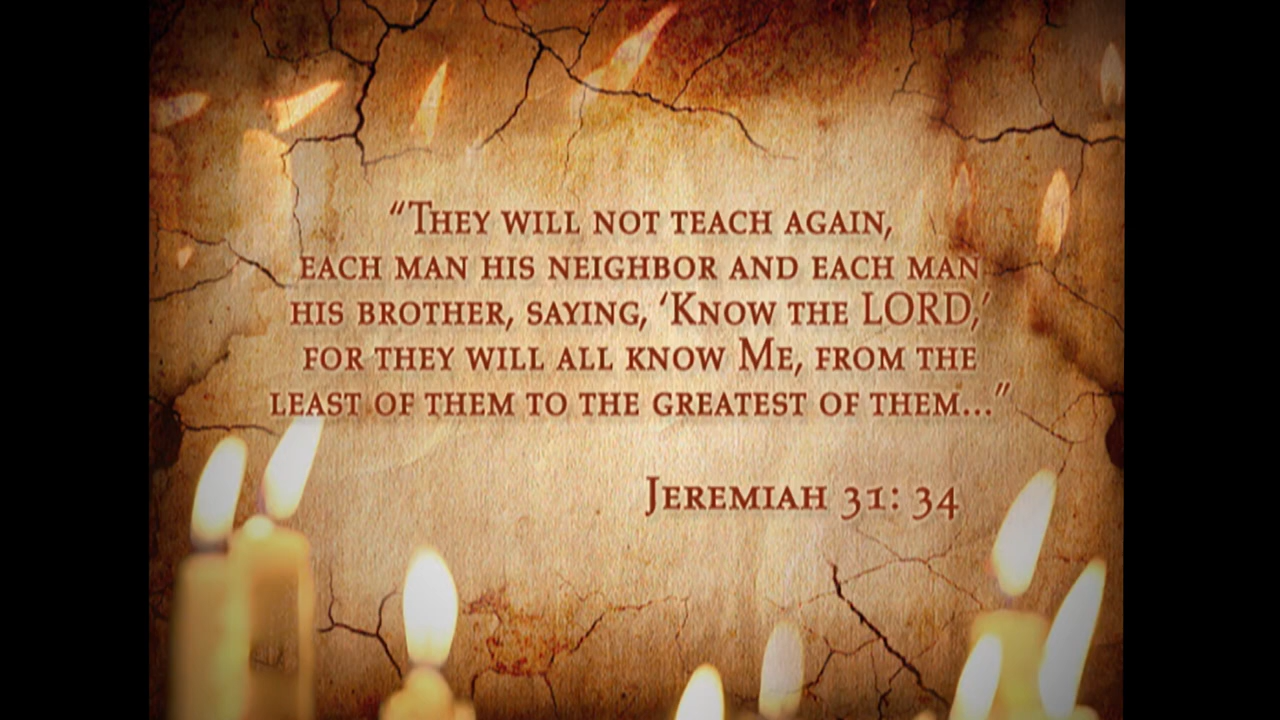 “They will not teach again,
each man his neighbor and each man
his brother, saying, ‘Know the LORD,’
for they will all know Me, from the
least of them to the greatest of them...”
Jeremiah 31: 34